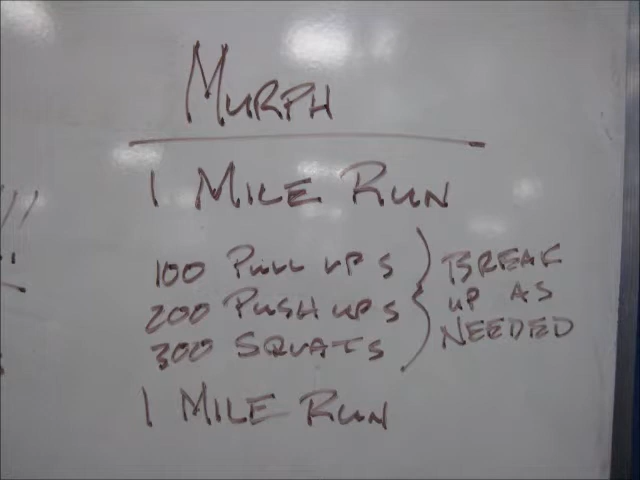 MURPH
1 MILE RUN
100 PULL UPS
200 PUSH UPS
300 SQUATS
BREAK
UP AS
NEEDED
1 MILE RUN